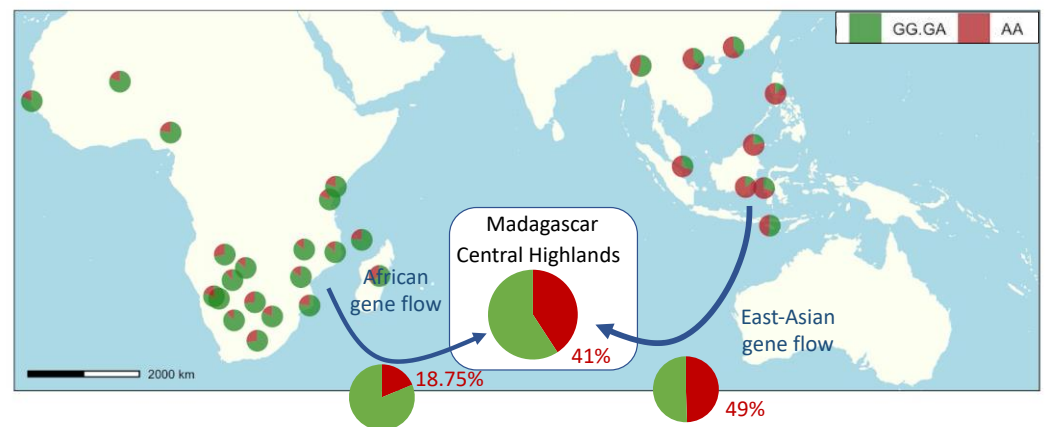 GG.GA AA
Madagascar
Central Highlands
41%
African
gene flow
18.75%
East-Asian
gene flow
49%
2000 km